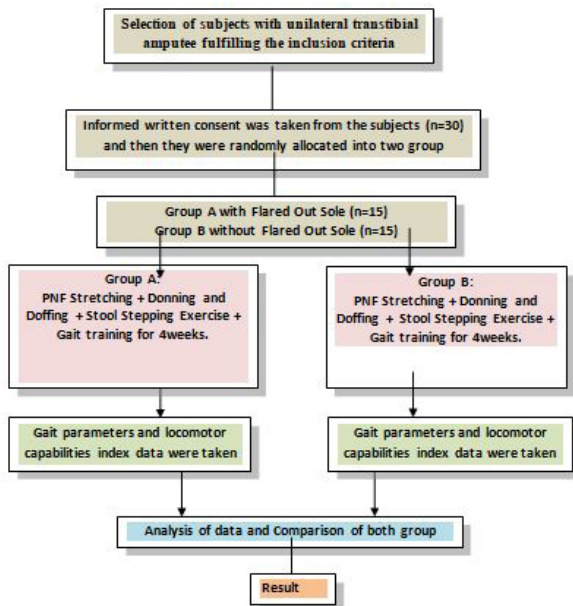 Selection of subjects with unilateral transtibial
amputee fulfilling the inclusion criteria
Informed written consent was taken from the subjects (n=30)
and then they were randomly allocated into two group
Group A with Flared Out Sole (n=15)
Group B without Flared Out Sole (n=15)
Group A:
PNF Stretching + Donning and
Doffing + Stool Stepping Exercise +
Gait training for 4weeks.
Group B:
PNF Stretching + Donning and
Doffing + Stool Stepping Exercise +
Gait training for 4weeks.
Gait parameters and locomotor
capabilities index data were taken
Gait parameters and locomotor
capabilities index data were taken
Analysis of data and Comparison of both group
Result